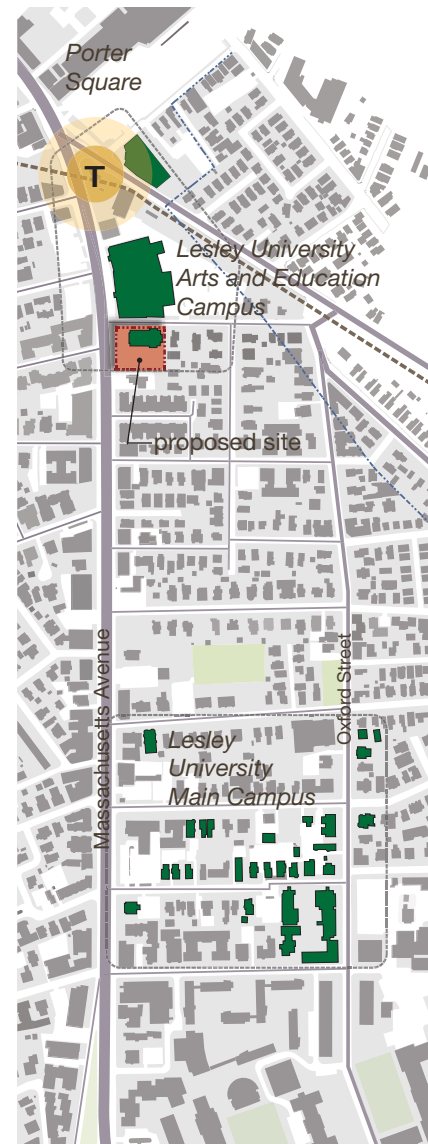 Porter
Square
T
Lesley University
Arts and Education
Campus
proposed site
Massachusetts Avenue
Oxford Street
Lesley
University
Main Campus